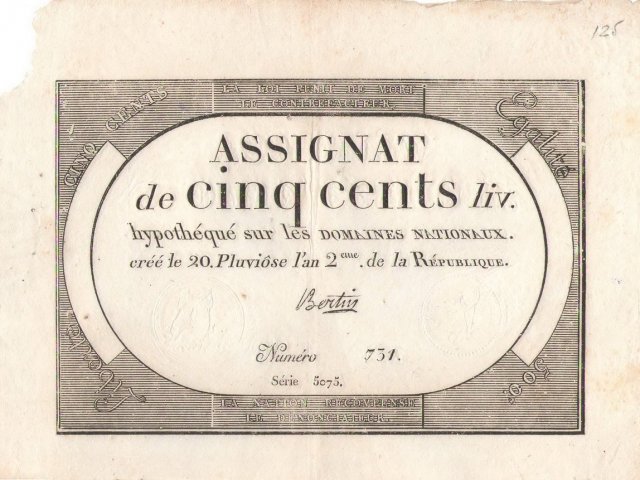 125
LA LOI PUNIT DE MORT
LE CONTREFACTEUR.
CINQ CENTS
Egalité
ASSIGNAT
de cinq cents liv.
hypothéqué sur les DOMAINES NATIONAUX.
créé le 20. Pluviôse l'an 2eme. de la RÉPUBLIQUE.
Bertin
Numéro 731.
Série 5075.
Liberté
500.
LA NATION RÉCOMPENSE
LE DÉNONCIATEUR.